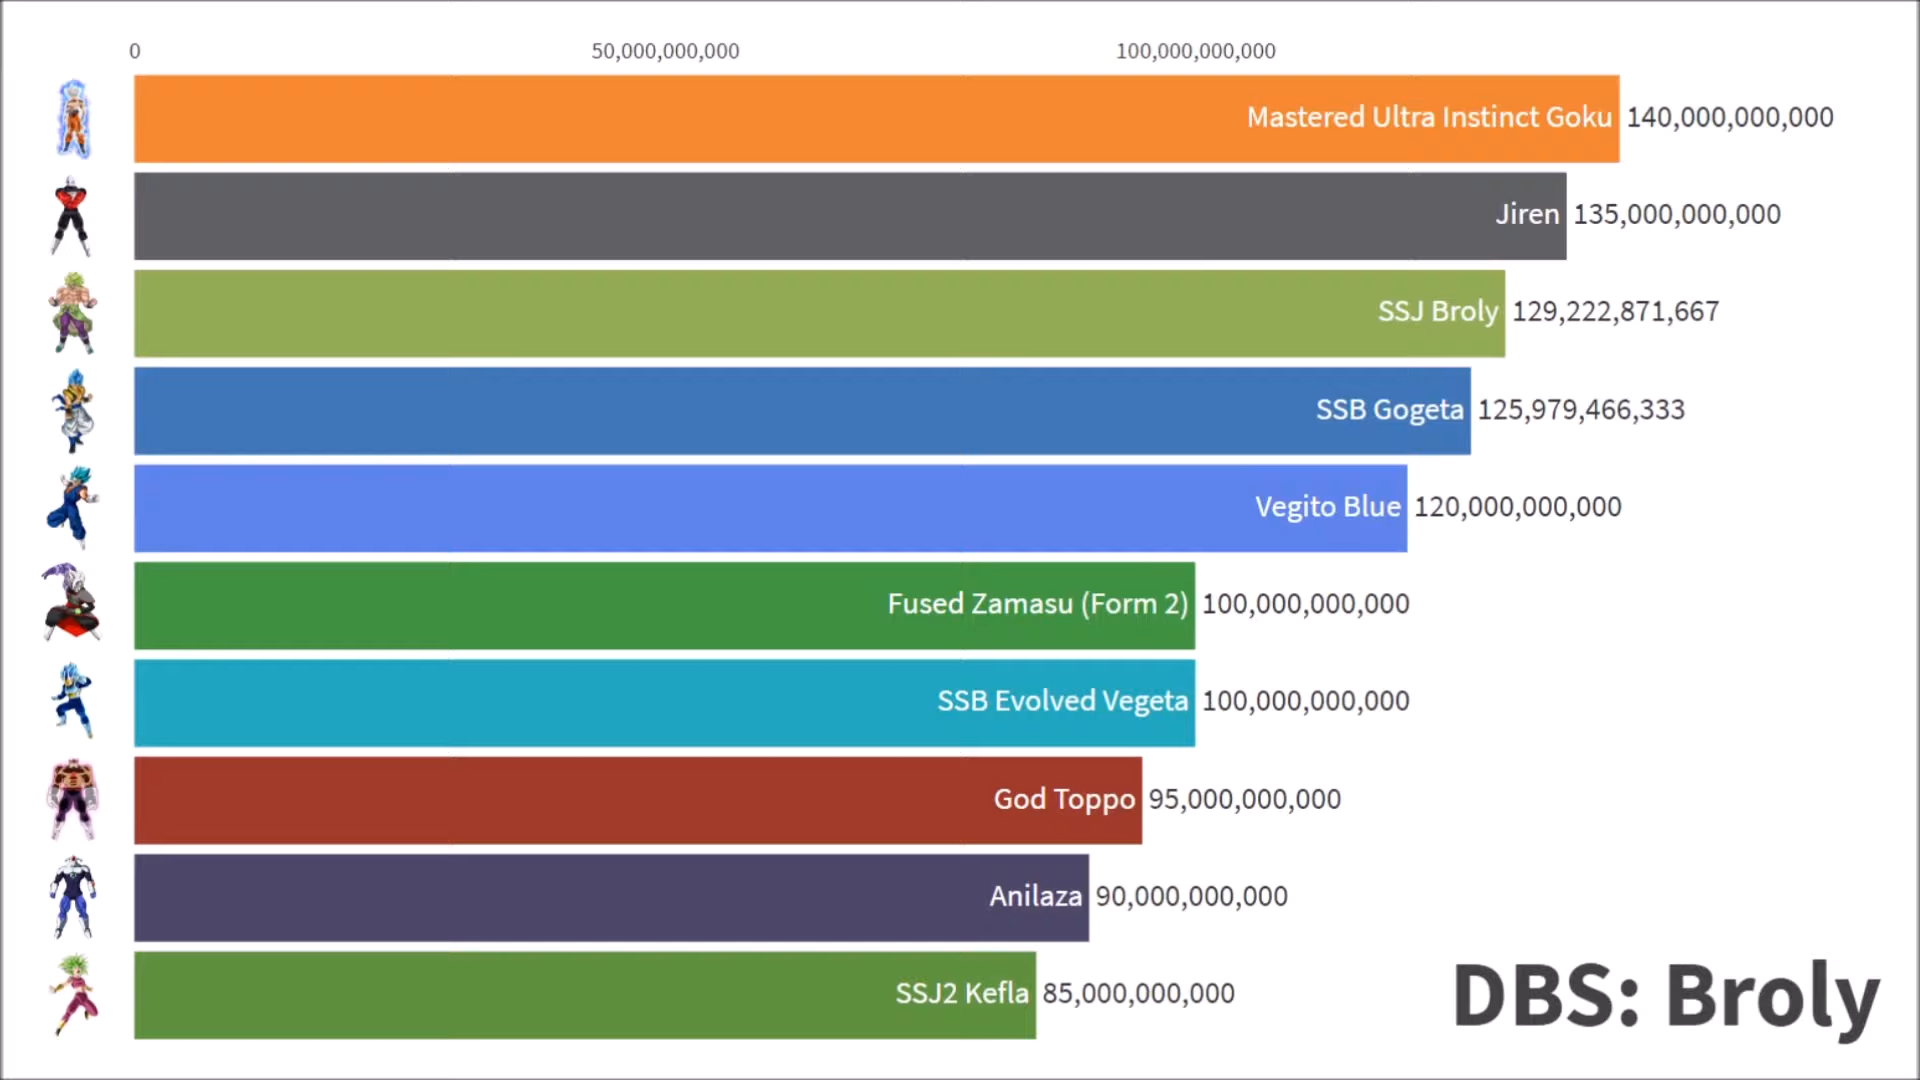 0 50,000,000,000 100,000,000,000
Mastered Ultra Instinct Goku 140,000,000,000
Jiren 135,000,000,000
SSJ Broly 129,222,871,667
SSB Gogeta 125,979,466,333
Vegito Blue 120,000,000,000
Fused Zamasu (Form 2) 100,000,000,000
SSB Evolved Vegeta 100,000,000,000
God Toppo 95,000,000,000
Anilaza 90,000,000,000
SSJ2 Kefla 85,000,000,000
DBS: Broly